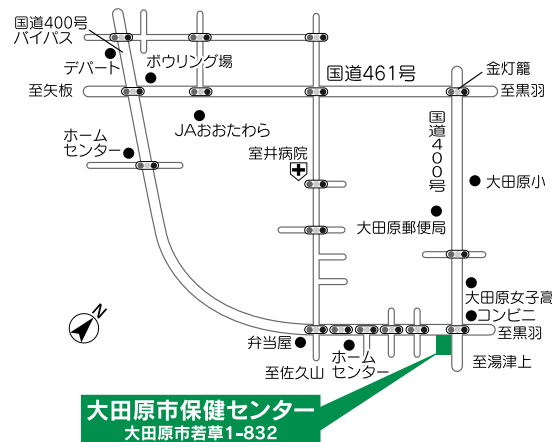 国道400号
バイパス
デパート
ボウリング場
国道461号
金灯籠
至矢板
至黒羽
JAおおたわら
国道400号
ホーム
センター
室井病院
大田原小
大田原郵便局
大田原女子高
コンビニ
至黒羽
N
弁当屋
ホーム
センター
至佐久山
至湯津上
大田原市保健センター
大田原市若草1-832